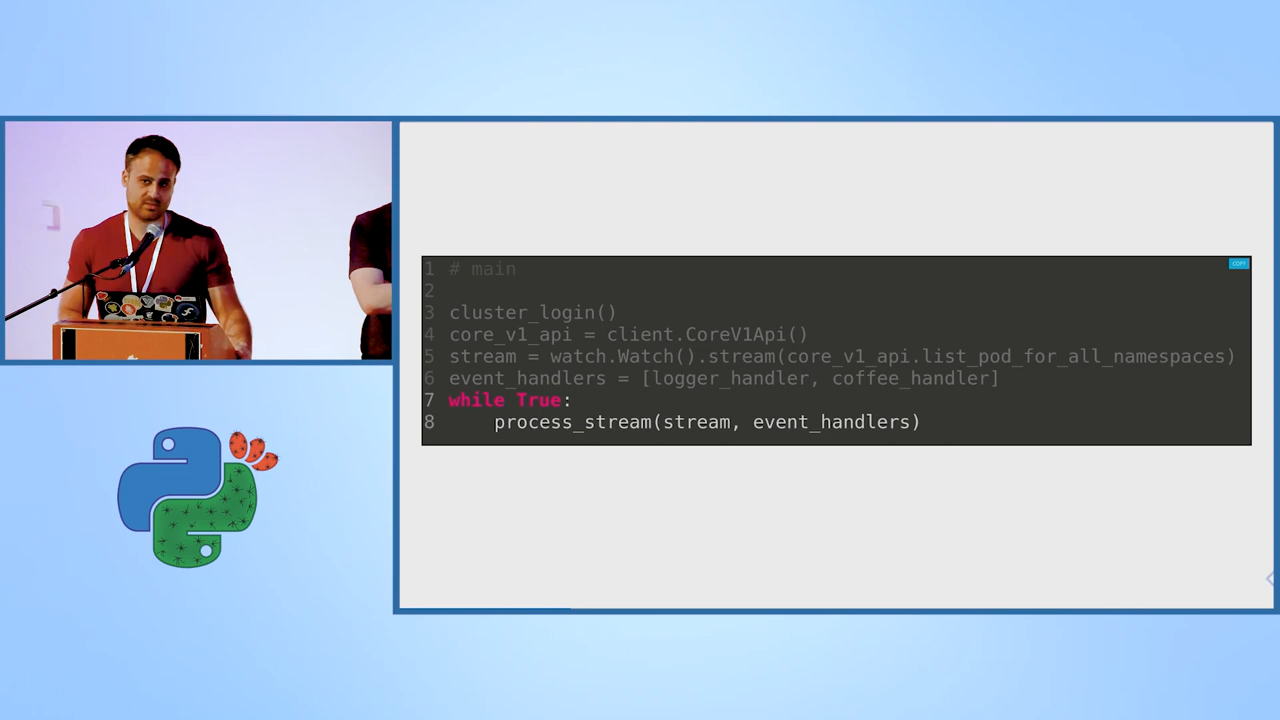 COPY
1 # main
2
3 cluster_login()
4 core_v1_api = client.CoreV1Api()
5 stream = watch.Watch().stream(core_v1_api.list_pod_for_all_namespaces)
6 event_handlers = [logger_handler, coffee_handler]
7 while True:
8     process_stream(stream, event_handlers)